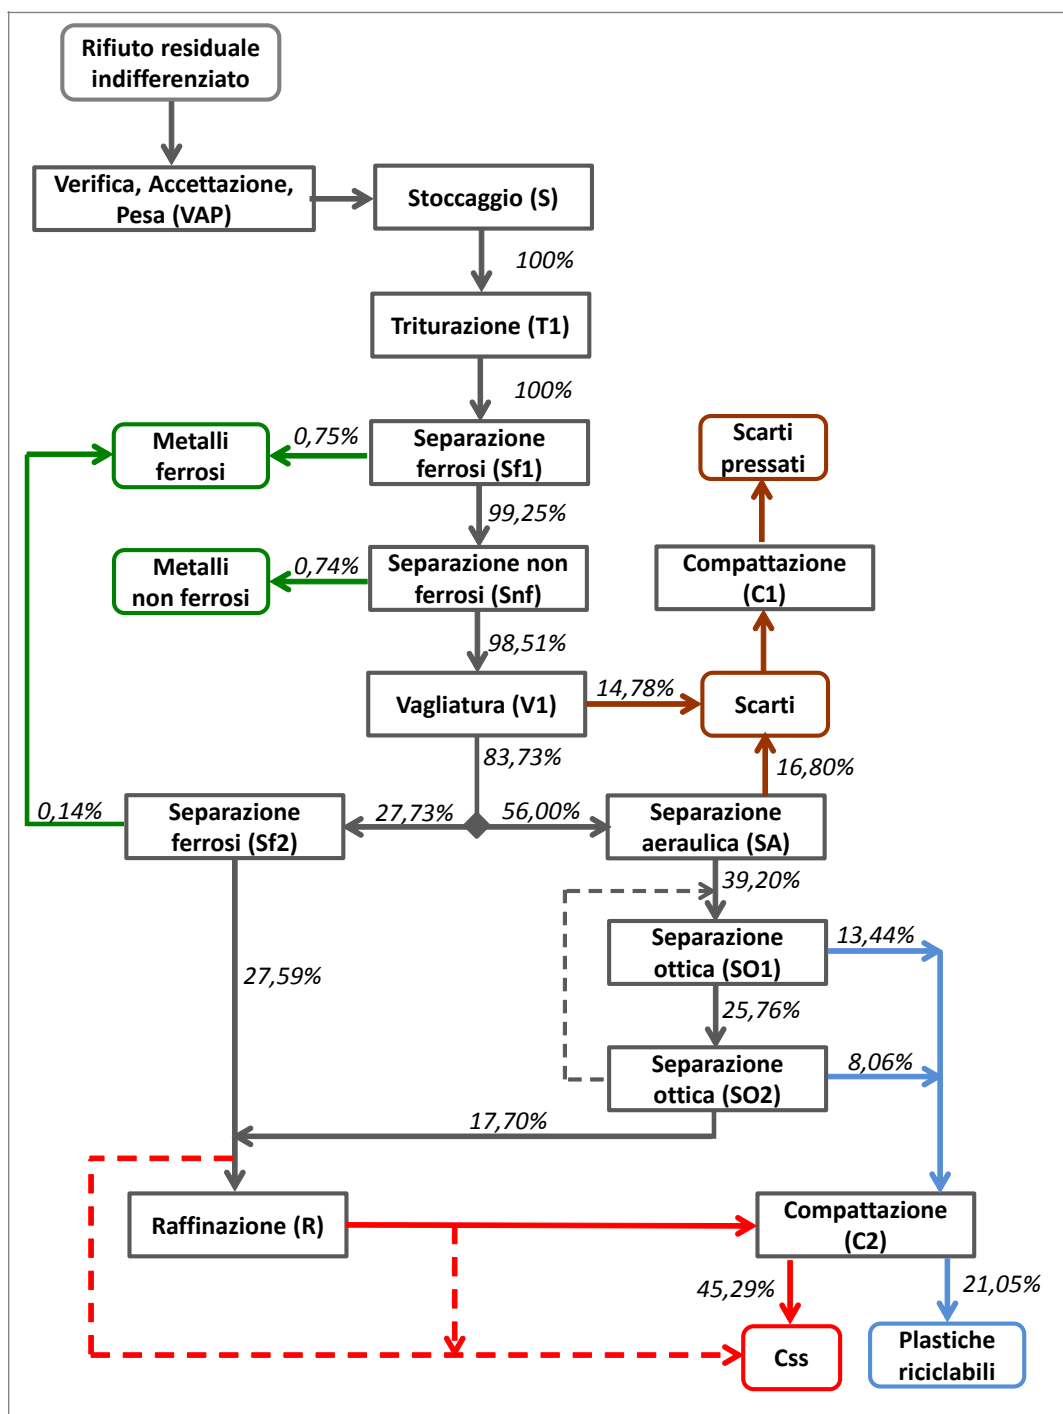 Rifiuto residuale
indifferenziato
Verifica, Accettazione,
Pesa (VAP)
Stoccaggio (S)
100%
Triturazione (T1)
100%
Metalli
ferrosi
0,75%
Separazione
ferrosi (Sf1)
Scarti
pressati
99,25%
Metalli
non ferrosi
0,74%
Separazione non
ferrosi (Snf)
Compattazione
(C1)
98,51%
Vagliatura (V1)
14,78%
Scarti
83,73%
16,80%
0,14%
Separazione
ferrosi (Sf2)
27,73%
56,00%
Separazione
aeraulica (SA)
39,20%
Separazione
ottica (SO1)
13,44%
27,59%
25,76%
Separazione
ottica (SO2)
8,06%
17,70%
Raffinazione (R)
Compattazione
(C2)
45,29%
21,05%
Css
Plastiche
riciclabili